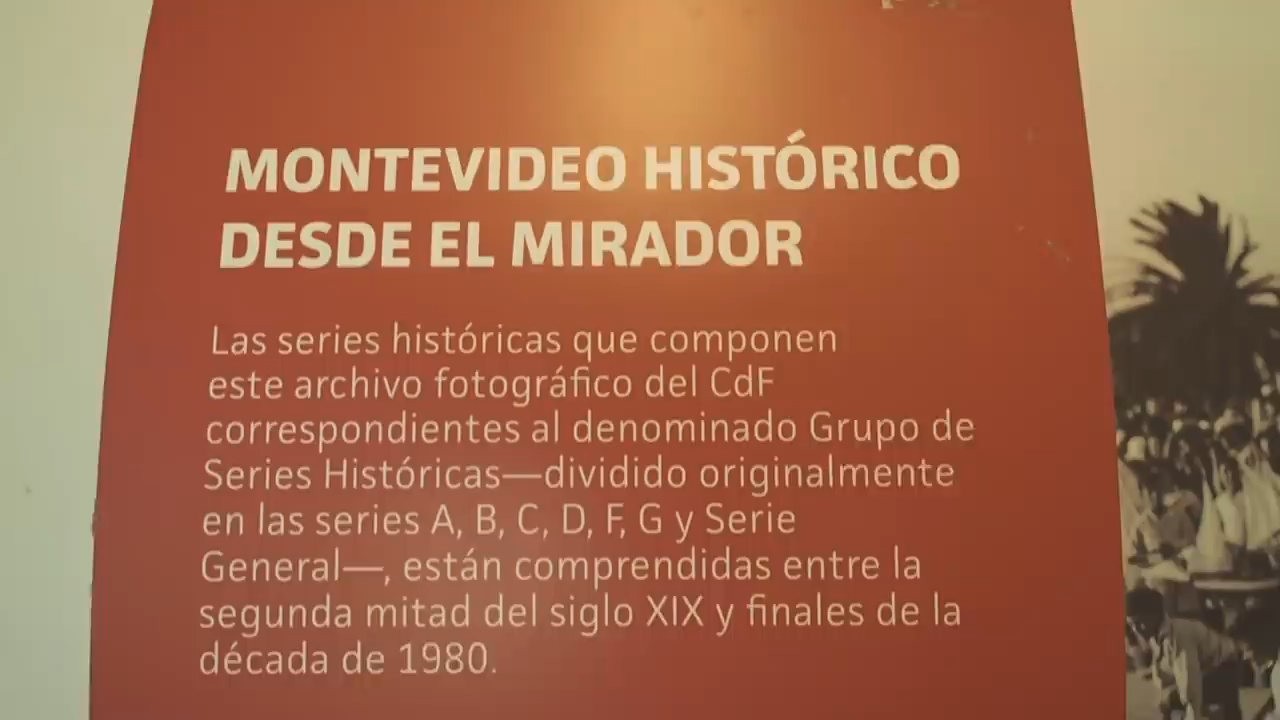 MONTEVIDEO HISTÓRICO
DESDE EL MIRADOR
Las series históricas que componen
este archivo fotográfico del CdF
correspondientes al denominado Grupo de
Series Históricas—dividido originalmente
en las series A, B, C, D, F, G y Serie
General—, están comprendidas entre la
segunda mitad del siglo XIX y finales de la
década de 1980.